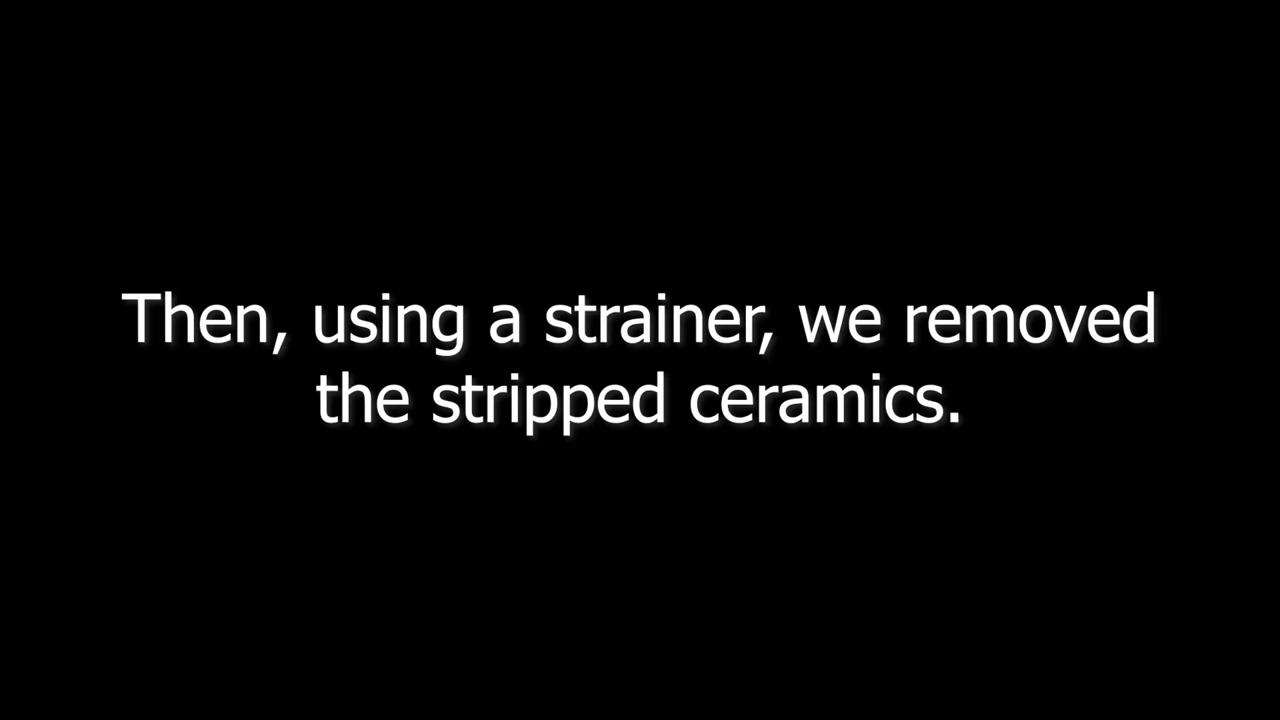 Then, using a strainer, we removed
the stripped ceramics.